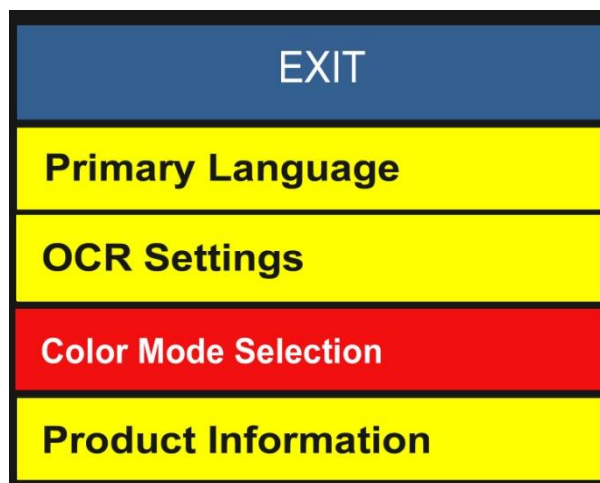 EXIT
Primary Language
OCR Settings
Color Mode Selection
Product Information